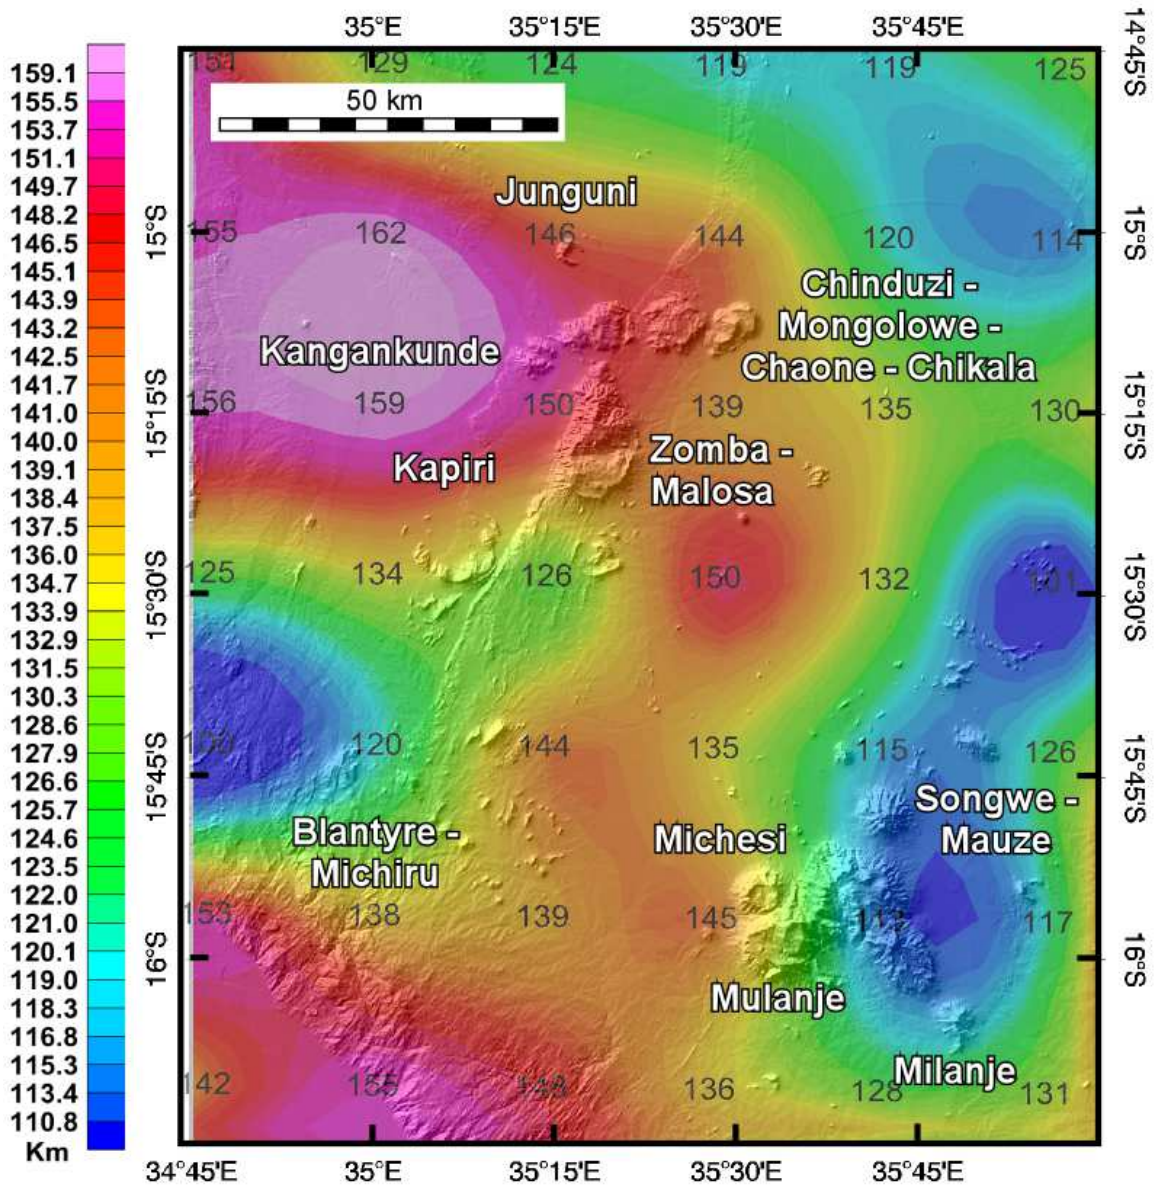 35°E 35°15'E 35°30'E 35°45'E
14°45'S
15°S
15°15'S
15°30'S
15°45'S
16°S
159.1
155.5
153.7
151.1
149.7
148.2
146.5
145.1
143.9
143.2
142.5
141.7
141.0
140.0
139.1
138.4
137.5
136.0
134.7
133.9
132.9
131.5
130.3
128.6
127.9
126.6
125.7
124.6
123.5
122.0
121.0
120.1
119.0
118.3
116.8
115.3
113.4
110.8
Km
15°S
15°15'S
15°30'S
15°45'S
16°S
151 129 124 119 119 125
50 km
Junguni
155 162 146 144 120 114
Chinduzi -
Mongolowe -
Chaone - Chikala
Kangankunde
156 159 150 139 135 130
Kapiri
Zomba -
Malosa
125 134 126 150 132 101
100 120 144 135 115 126
Songwe -
Mauze
Blantyre -
Michiru
Michesi
153 138 139 145 117
Mulanje
Milanje
142 155 148 136 128 131
34°45'E 35°E 35°15'E 35°30'E 35°45'E